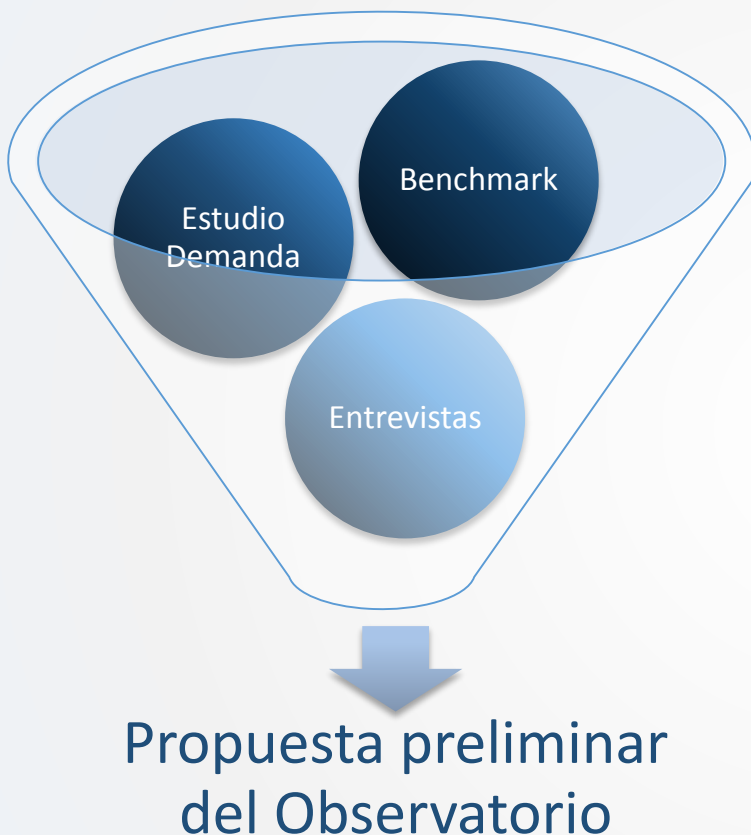 Benchmark
Estudio
Demanda
Entrevistas
Propuesta preliminar
del Observatorio